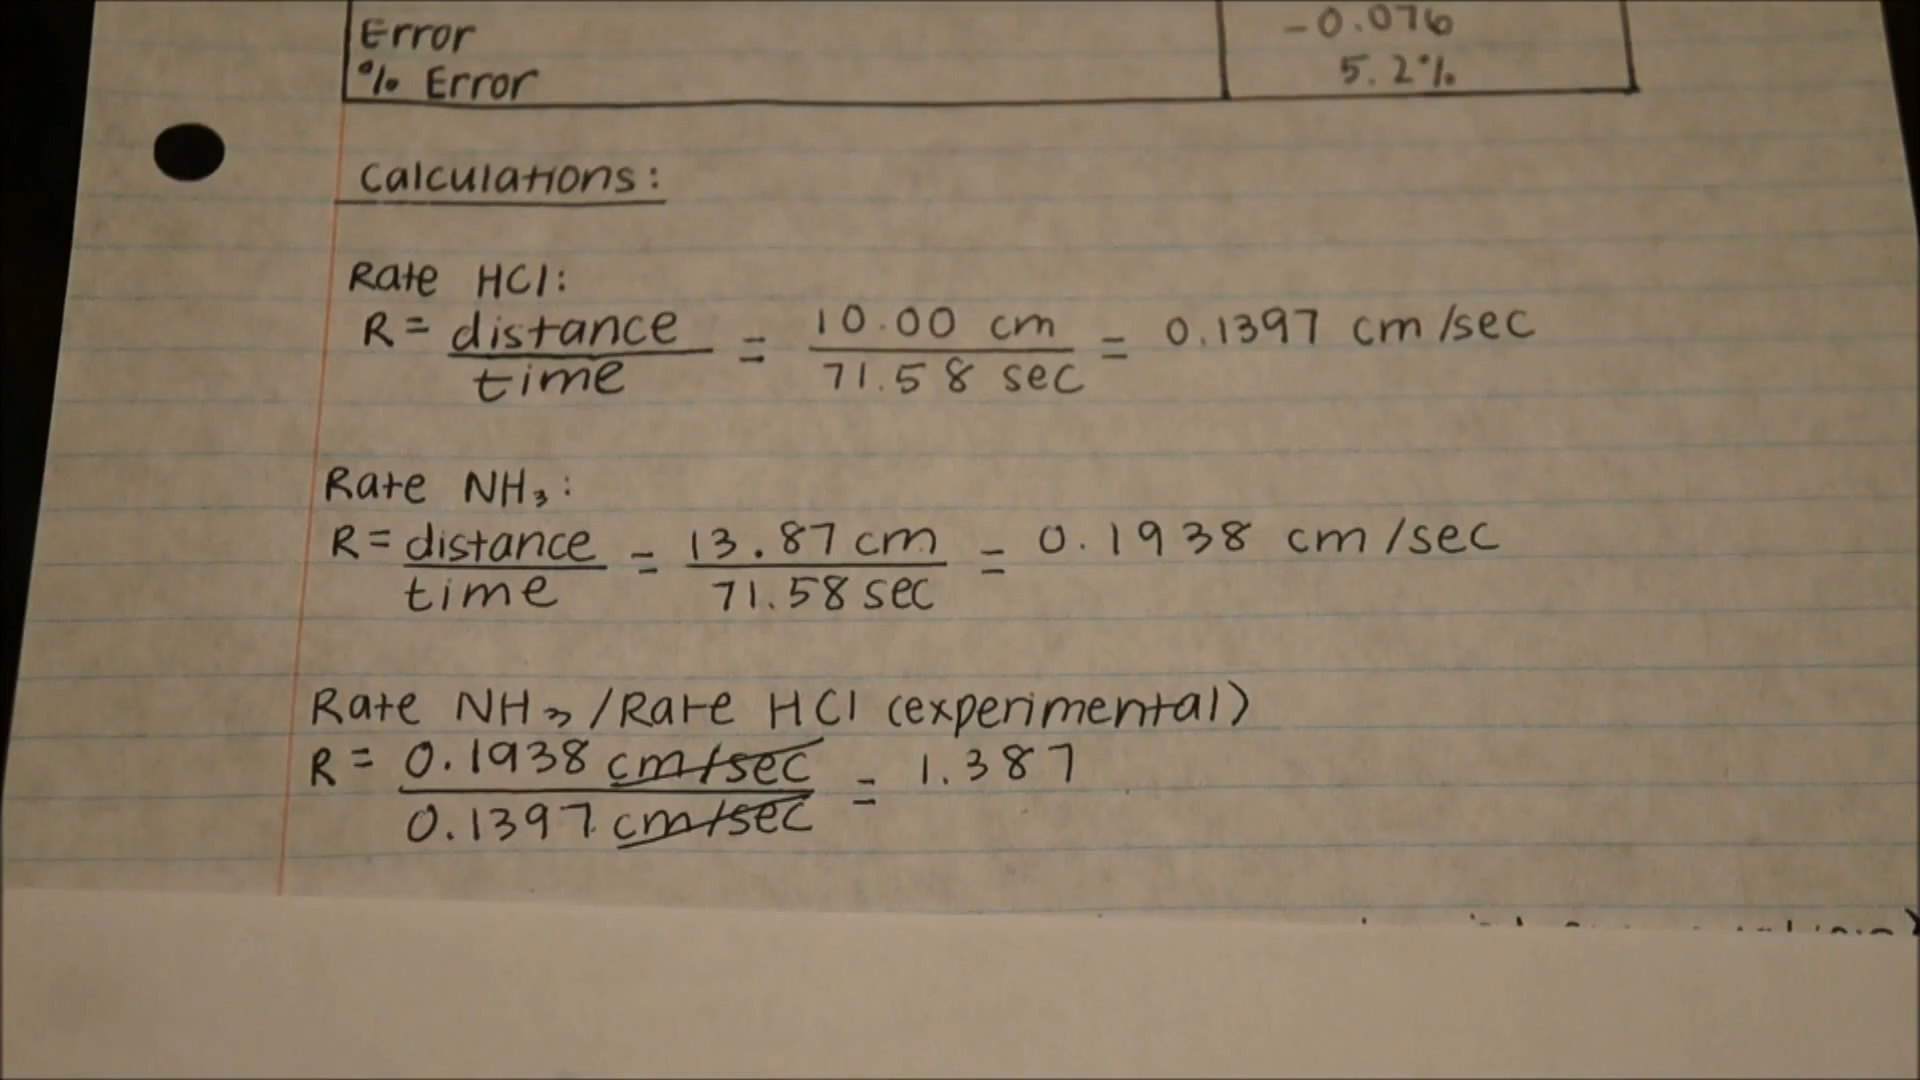 Error -0.076
% Error 5.2%
Calculations:
Rate HCl:
R = distance/time = 10.00 cm/71.58 sec = 0.1397 cm/sec
Rate NH₃:
R = distance/time = 13.87 cm/71.58 sec = 0.1938 cm/sec
Rate NH₃/Rate HCl (experimental)
R = 0.1938 cm/sec/0.1397 cm/sec = 1.387